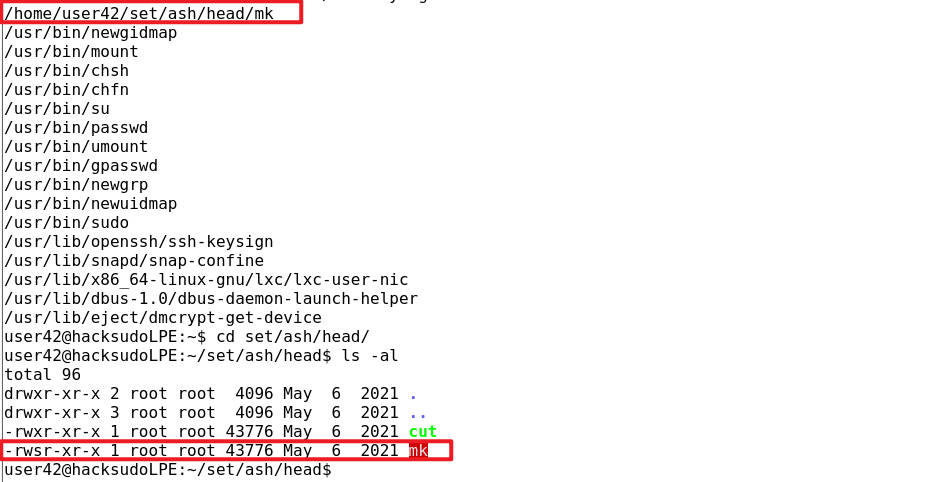 /home/user42/set/ash/head/mk
/usr/bin/newgidmap
/usr/bin/mount
/usr/bin/chsh
/usr/bin/chfn
/usr/bin/su
/usr/bin/passwd
/usr/bin/umount
/usr/bin/gpasswd
/usr/bin/newgrp
/usr/bin/newuidmap
/usr/bin/sudo
/usr/lib/openssh/ssh-keysign
/usr/lib/snapd/snap-confine
/usr/lib/x86_64-linux-gnu/lxc/lxc-user-nic
/usr/lib/dbus-1.0/dbus-daemon-launch-helper
/usr/lib/eject/dmcrypt-get-device
user42@hacksudoLPE:~$ cd set/ash/head/
user42@hacksudoLPE:~/set/ash/head$ ls -al
total 96
drwxr-xr-x 2 root root  4096 May  6  2021 .
drwxr-xr-x 3 root root  4096 May  6  2021 ..
-rwxr-xr-x 1 root root 43776 May  6  2021 cut
-rwsr-xr-x 1 root root 43776 May  6  2021 mk
user42@hacksudoLPE:~/set/ash/head$